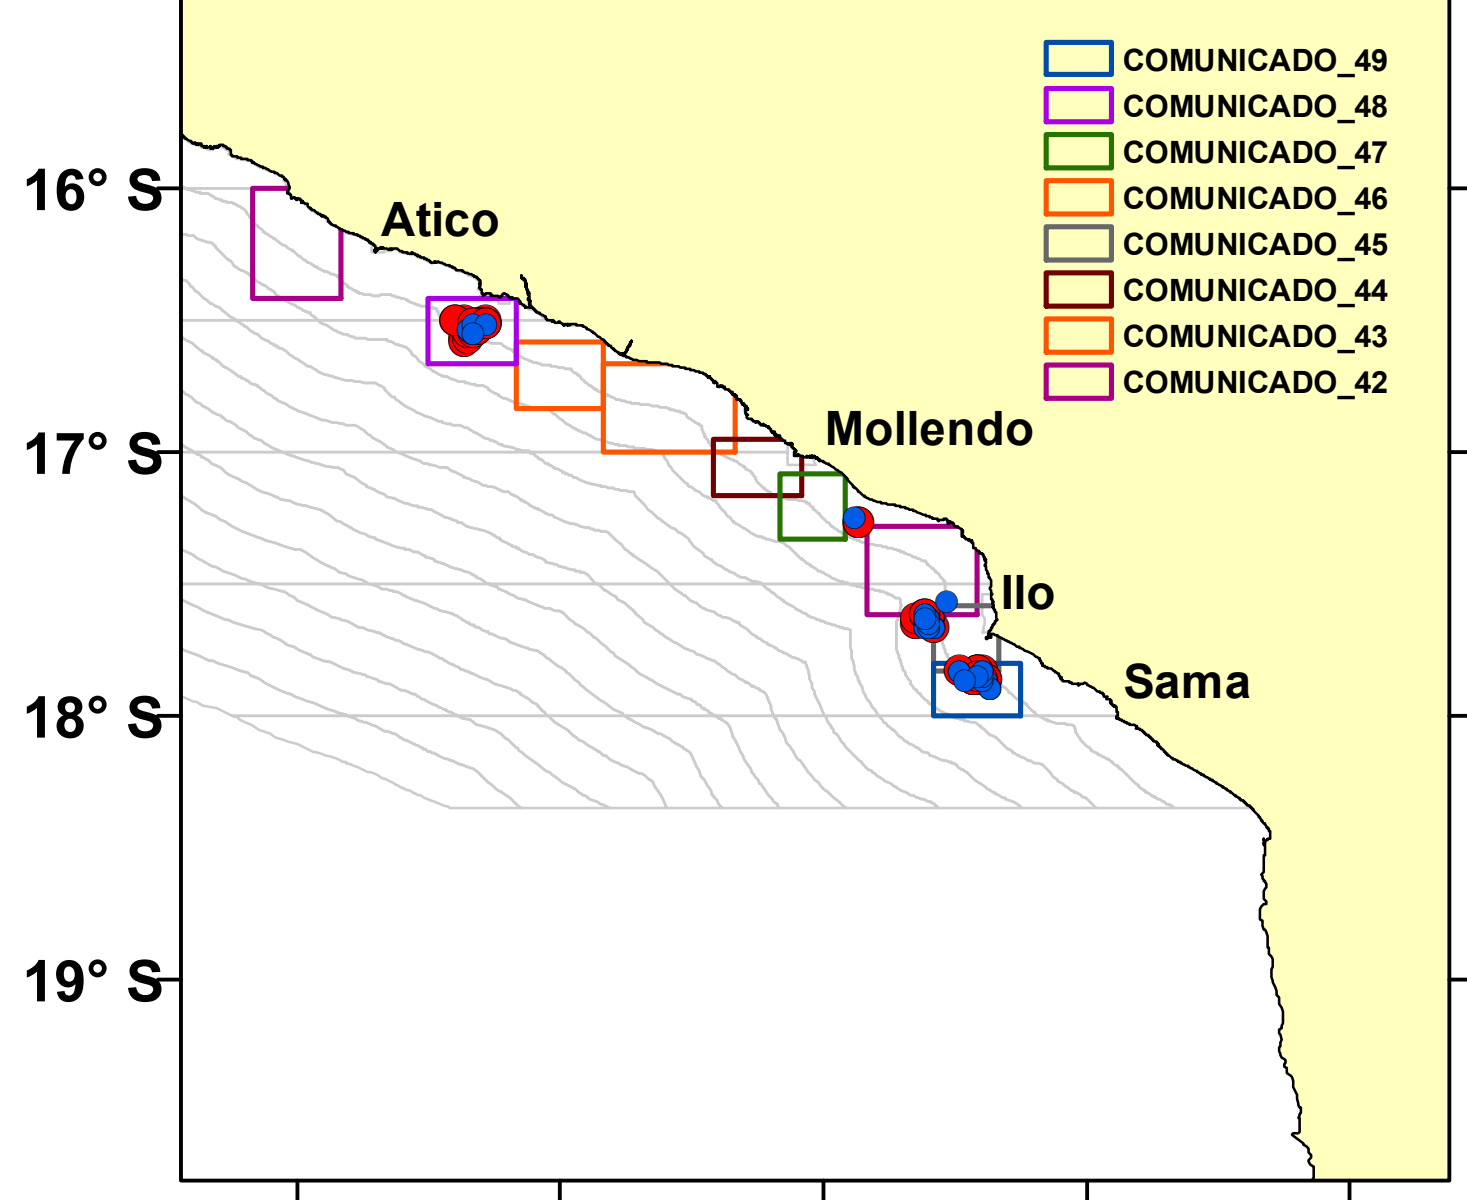 COMUNICADO_49
COMUNICADO_48
COMUNICADO_47
COMUNICADO_46
COMUNICADO_45
COMUNICADO_44
COMUNICADO_43
COMUNICADO_42
16° S
Atico
17° S
Mollendo
Ilo
Sama
18° S
19° S